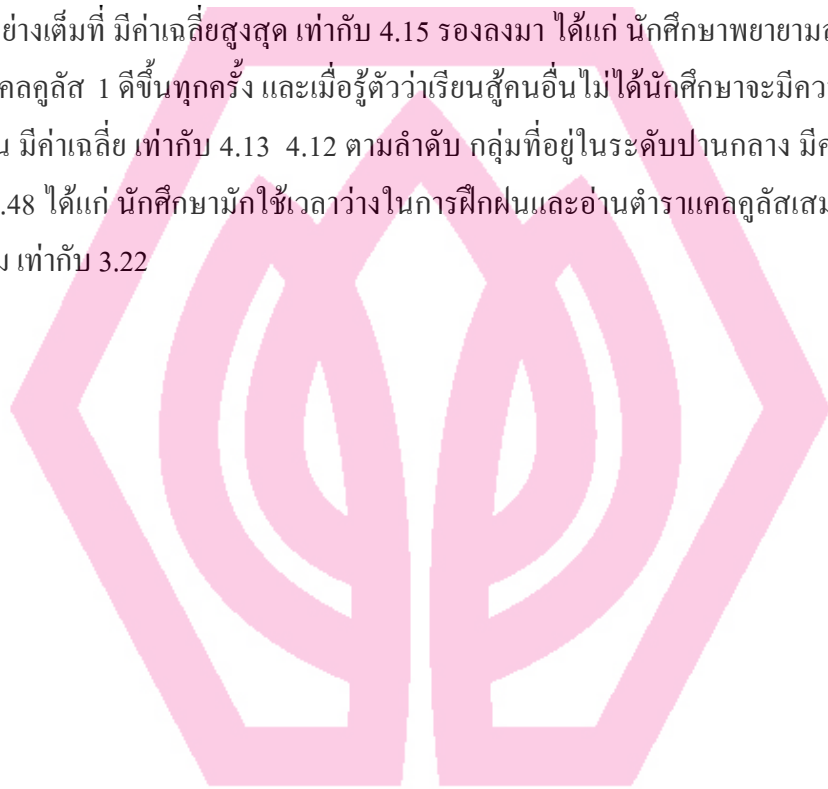 ย่างเต็มที่ มีค่าเฉลี่ยสูงสุด เท่ากับ 4.15 รองลงมา ได้แก่ นักศึกษาพยายามส
คลคูลัส 1 ดีขึ้นทุกครั้ง และเมื่อรู้ตัวว่าเรียนสู้คนอื่นไม่ได้นักศึกษาจะมีคว
น มีค่าเฉลี่ย เท่ากับ 4.13 4.12 ตามลำดับ กลุ่มที่อยู่ในระดับปานกลาง มีค
.48 ได้แก่ นักศึกษามักใช้เวลาว่างในการฝึกฝนและอ่านตำราแคลคูลัสเสม
ม เท่ากับ 3.22